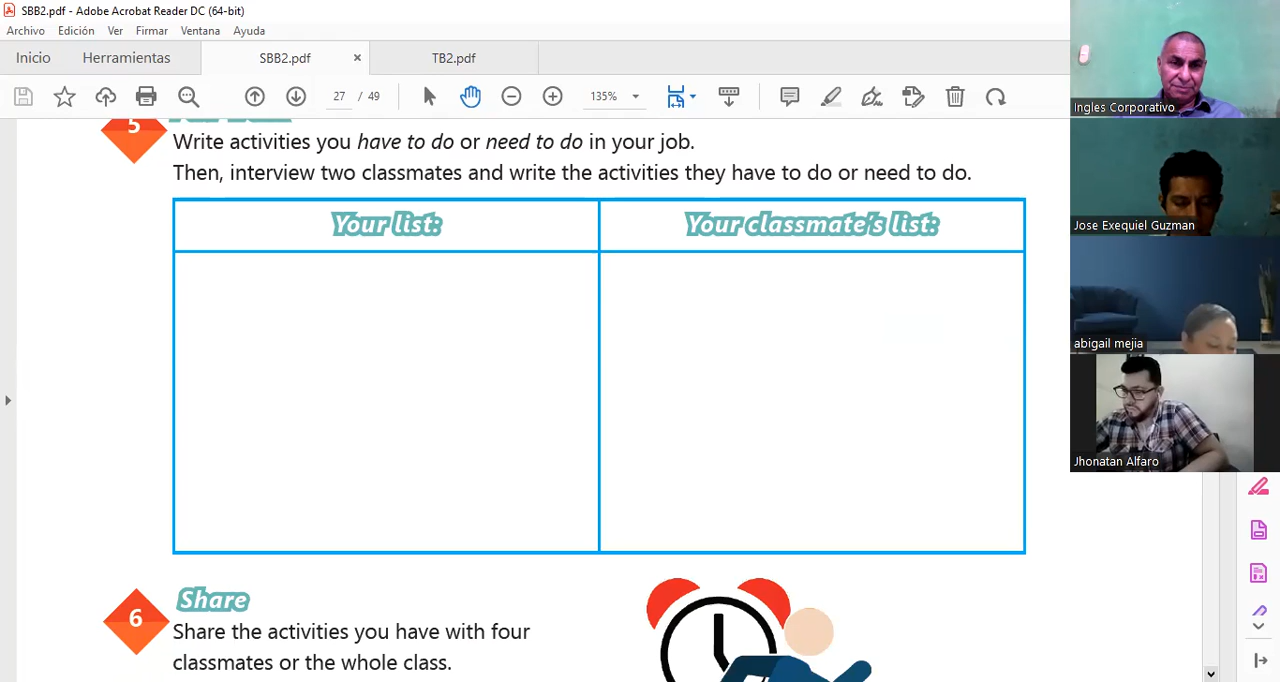 SBB2.pdf - Adobe Acrobat Reader DC (64-bit)
Archivo Edición Ver Firmar Ventana Ayuda
Inicio Herramientas SBB2.pdf × TB2.pdf
27 / 49 135%
5
Write activities you have to do or need to do in your job.
Then, interview two classmates and write the activities they have to do or need to do.
Your list: Your classmate's list:
6 Share
Share the activities you have with four
classmates or the whole class.
Ingles Corporativo
Jose Exequiel Guzman
abigail mejia
Jhonatan Alfaro